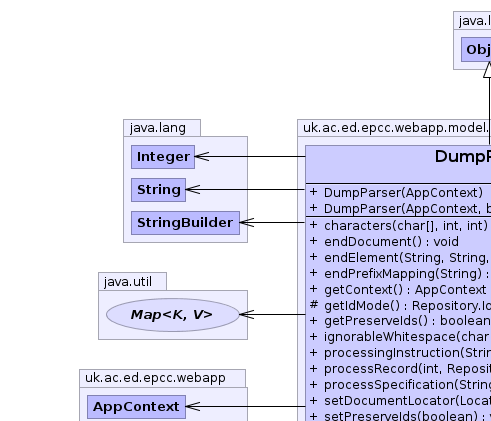 java.l
Obj
java.lang
Integer
String
StringBuilder
java.util
Map<K, V>
uk.ac.ed.epcc.webapp
AppContext
uk.ac.ed.epcc.webapp.model.
DumpP
+ DumpParser(AppContext)
+ DumpParser(AppContext, b
+ characters(char[], int, int)
+ endDocument() : void
+ endElement(String, String,
+ endPrefixMapping(String) :
+ getContext() : AppContext
# getIdMode() : Repository.Id
+ getPreserveIds() : boolean
+ ignorableWhitespace(char
+ processingInstruction(Strin
+ processRecord(int, Reposit
+ processSpecification(String
+ setDocumentLocator(Locat
+ setPreserveIds(boolean) : v